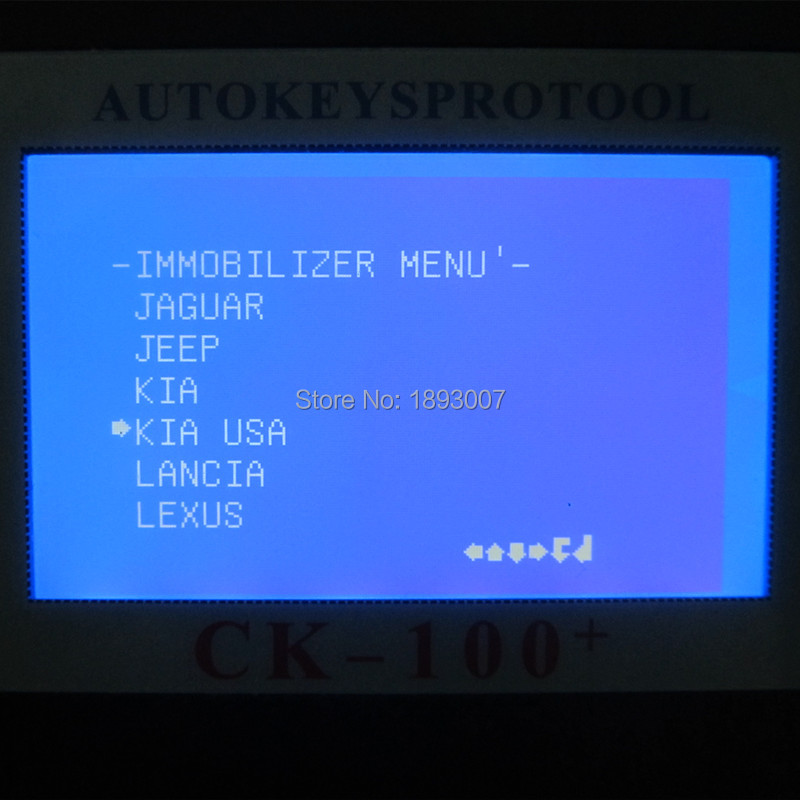 AUTOKEYSPROTOOL
-IMMOBILIZER MENU'-
JAGUAR
JEEP
KIA
Store No: 1893007
KIA USA
LANCIA
LEXUS
CK-100+